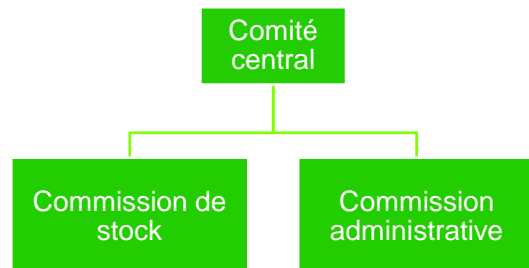 Comité
central
Commission de
stock
Commission
administrative